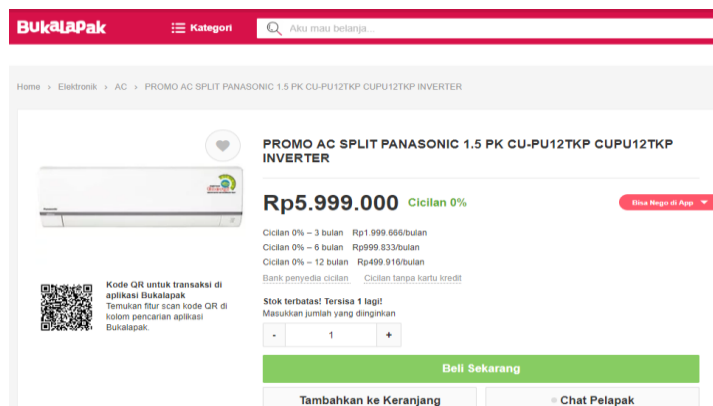 BukalapaK
Kategori
Aku mau belanja...
Home › Elektronik › AC › PROMO AC SPLIT PANASONIC 1.5 PK CU-PU12TKP CUPU12TKP INVERTER
PROMO AC SPLIT PANASONIC 1.5 PK CU-PU12TKP CUPU12TKP
INVERTER
Rp5.999.000 Cicilan 0%
Bisa Nego di App
Cicilan 0% – 3 bulan Rp1.999.666/bulan
Cicilan 0% – 6 bulan Rp999.833/bulan
Cicilan 0% – 12 bulan Rp499.916/bulan
Bank penyedia cicilan Cicilan tanpa kartu kredit
Kode QR untuk transaksi di
aplikasi Bukalapak
Temukan fitur scan kode QR di
kolom pencarian aplikasi
Bukalapak.
Stok terbatas! Tersisa 1 lagi!
Masukkan jumlah yang diinginkan
- 1 +
Beli Sekarang
Tambahkan ke Keranjang
Chat Pelapak